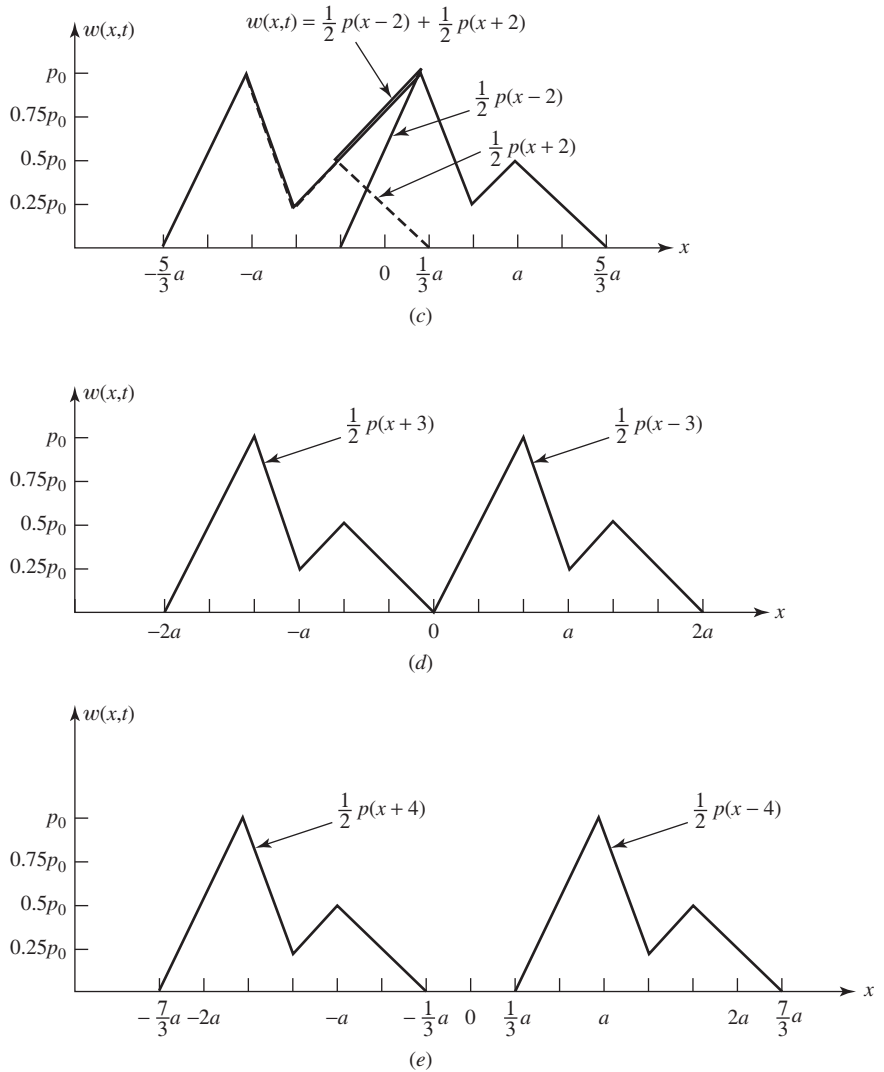 w(x,t)
w(x,t) = 1/2 p(x−2) + 1/2 p(x+2)
p0
0.75p0
0.5p0
0.25p0
1/2 p(x−2)
1/2 p(x+2)
x
−5/3 a
−a
0
1/3 a
a
5/3 a
(c)
w(x,t)
p0
0.75p0
0.5p0
0.25p0
1/2 p(x+3)
1/2 p(x−3)
x
−2a
−a
0
a
2a
(d)
w(x,t)
p0
0.75p0
0.5p0
0.25p0
1/2 p(x+4)
1/2 p(x−4)
x
−7/3 a
−2a
−a
−1/3 a
0
1/3 a
a
2a
7/3 a
(e)